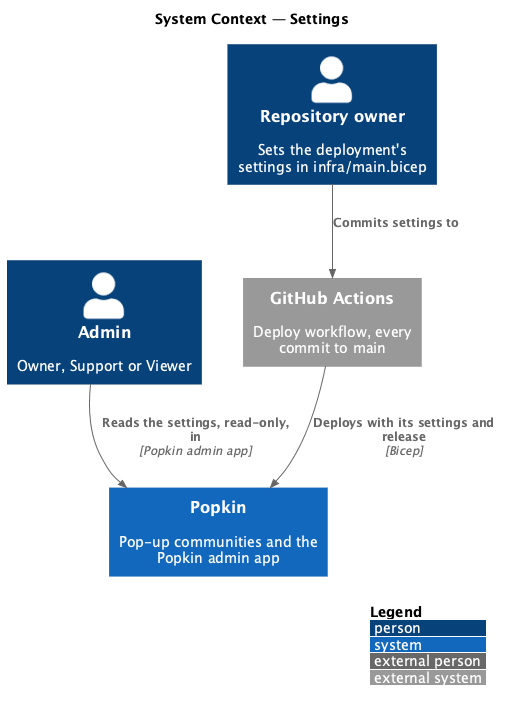 System Context — Settings
Repository owner
Sets the deployment's
settings in infra/main.bicep
Commits settings to
Admin
Owner, Support or Viewer
GitHub Actions
Deploy workflow, every
commit to main
Reads the settings, read-only,
in
[Popkin admin app]
Deploys with its settings and
release
[Bicep]
Popkin
Pop-up communities and the
Popkin admin app
Legend
person
system
external person
external system